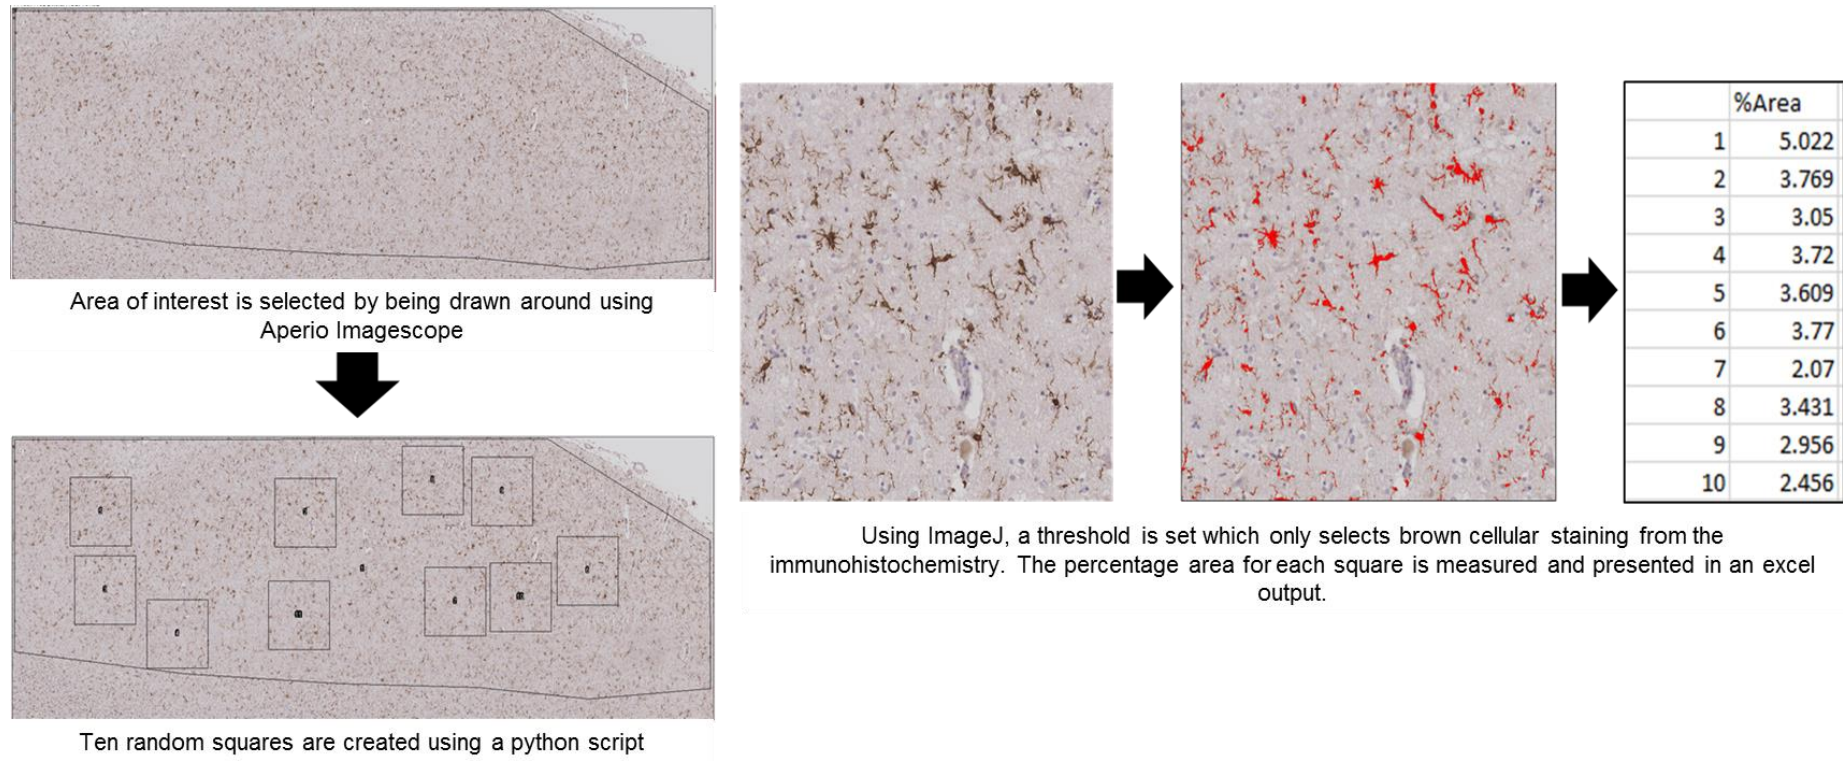 Area of interest is selected by being drawn around using
Aperio Imagescope
Ten random squares are created using a python script
%Area
1 5.022
2 3.769
3 3.05
4 3.72
5 3.609
6 3.77
7 2.07
8 3.431
9 2.956
10 2.456
Using ImageJ, a threshold is set which only selects brown cellular staining from the
immunohistochemistry. The percentage area for each square is measured and presented in an excel
output.